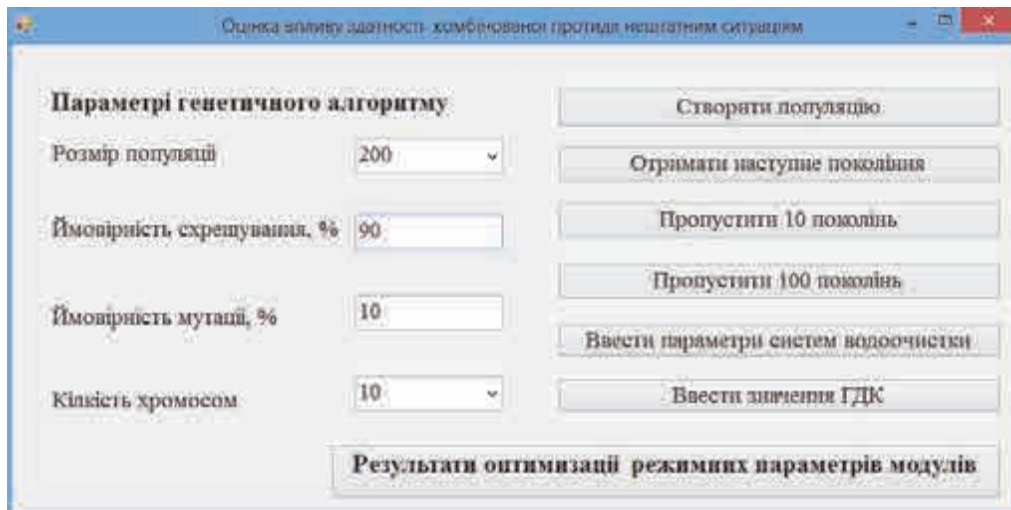 Оцінка впливу здатності комбінованої протидії нештатним ситуаціям
Параметрі генетичного алгоритму
Розмір популяції 200
Ймовірність схрещування, % 90
Ймовірність мутації, % 10
Кілкість хромосом 10
Створити популяцію
Отримати наступне покоління
Пропустити 10 поколінь
Пропустити 100 поколінь
Ввести параметри систем водоочистки
Ввести значення ГДК
Результати онтимизації режимних параметрів модулів